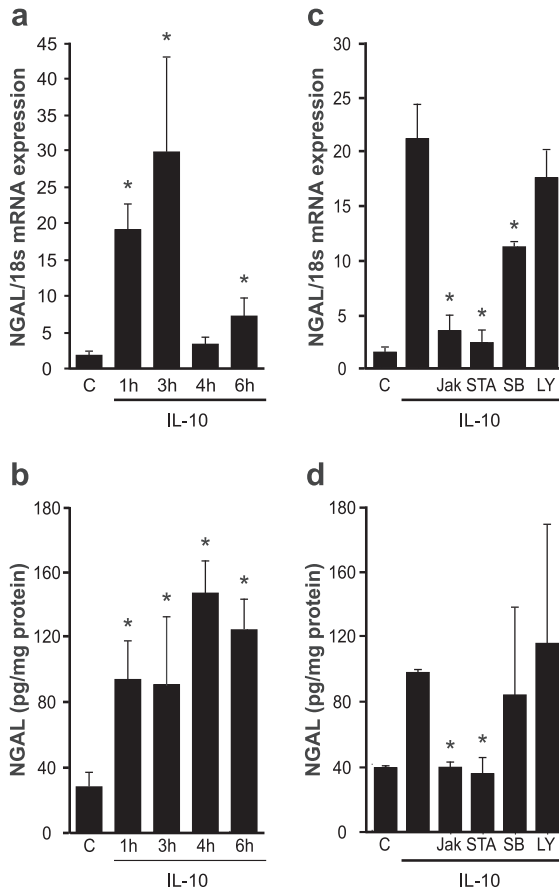 a
NGAL/18s mRNA expression
45
40
35
30
25
20
15
10
5
0
* * *
C 1h 3h 4h 6h
IL-10
c
NGAL/18s mRNA expression
30
25
20
15
10
5
0
* * *
C Jak STA SB LY
IL-10
b
NGAL (pg/mg protein)
180
160
120
80
40
0
* * * *
C 1h 3h 4h 6h
IL-10
d
NGAL (pg/mg protein)
180
160
120
80
40
0
* *
C Jak STA SB LY
IL-10